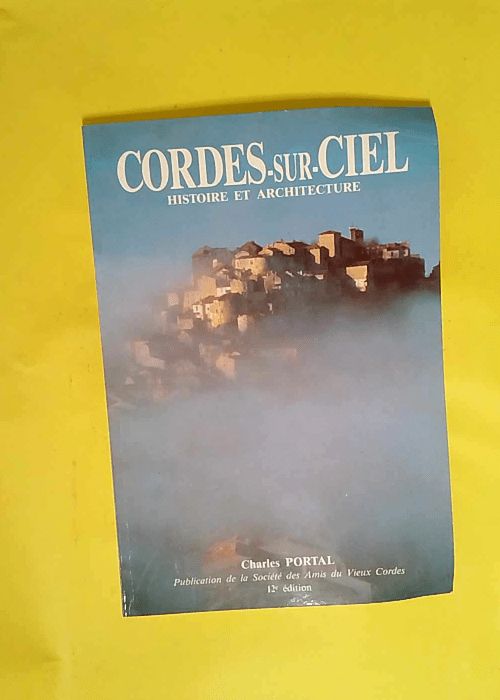 CORDES-SUR-CIEL
HISTOIRE ET ARCHITECTURE
Charles PORTAL
Publication de la Société des Amis du Vieux Cordes
12e édition